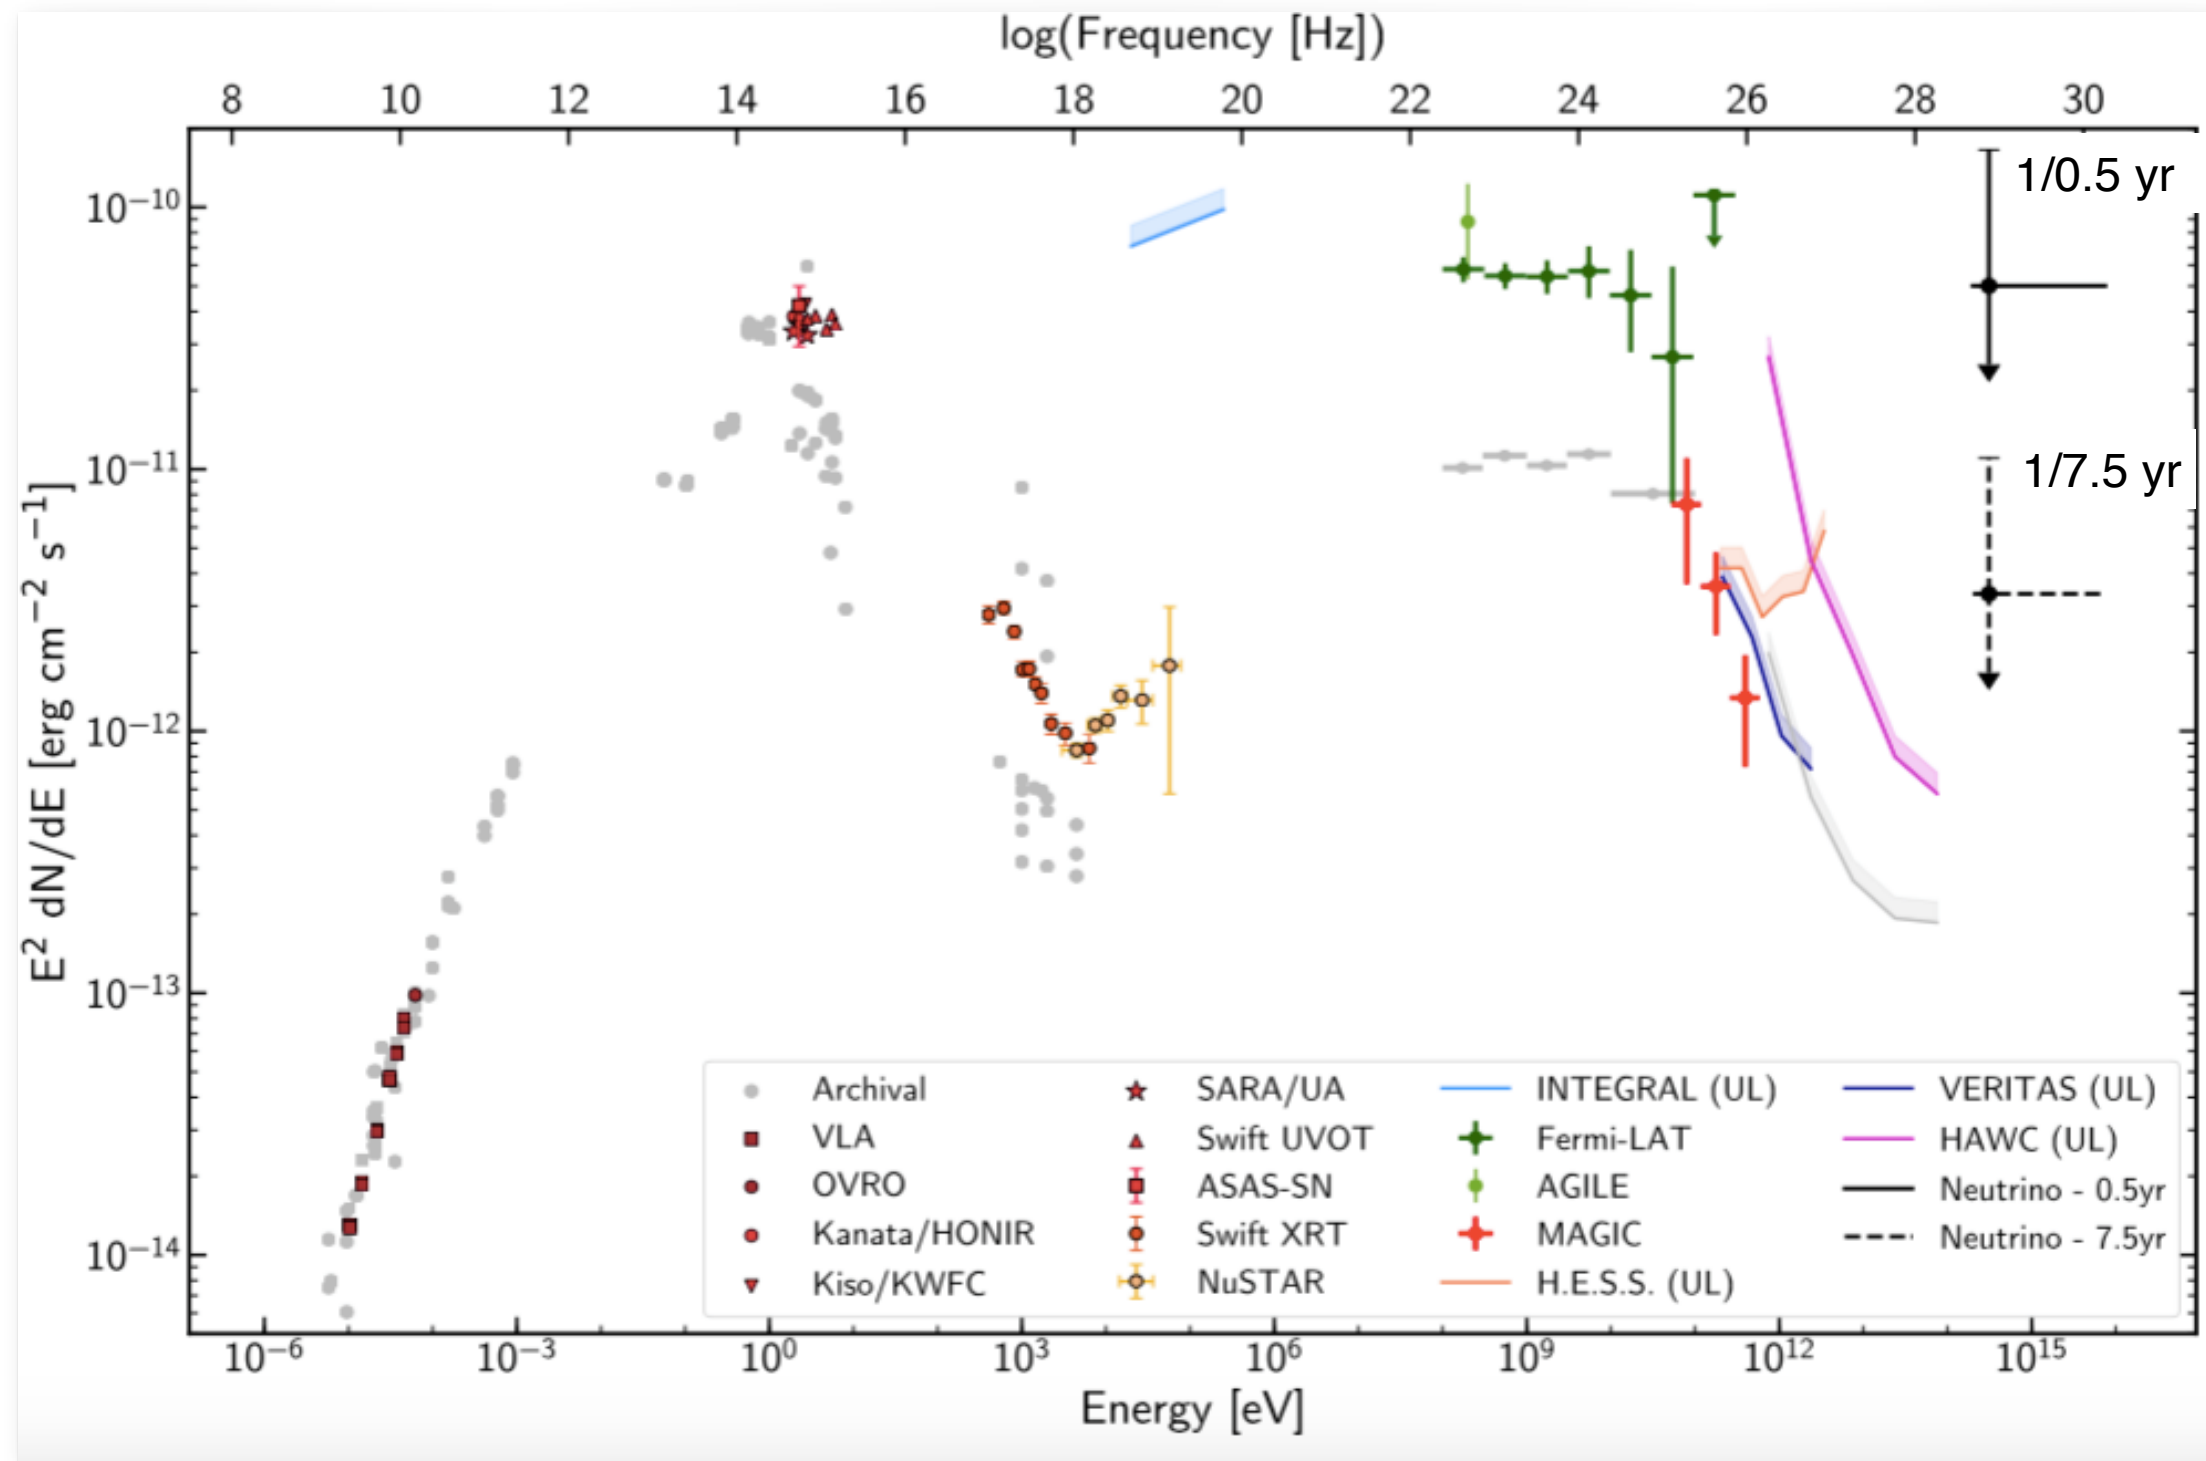 log(Frequency [Hz])
8 10 12 14 16 18 20 22 24 26 28 30
1/0.5 yr
1/7.5 yr
E² dN/dE [erg cm⁻² s⁻¹]
10⁻¹⁰
10⁻¹¹
10⁻¹²
10⁻¹³
10⁻¹⁴
Archival
VLA
OVRO
Kanata/HONIR
Kiso/KWFC
SARA/UA
Swift UVOT
ASAS-SN
Swift XRT
NuSTAR
INTEGRAL (UL)
Fermi-LAT
AGILE
MAGIC
H.E.S.S. (UL)
VERITAS (UL)
HAWC (UL)
Neutrino - 0.5yr
Neutrino - 7.5yr
10⁻⁶ 10⁻³ 10⁰ 10³ 10⁶ 10⁹ 10¹² 10¹⁵
Energy [eV]